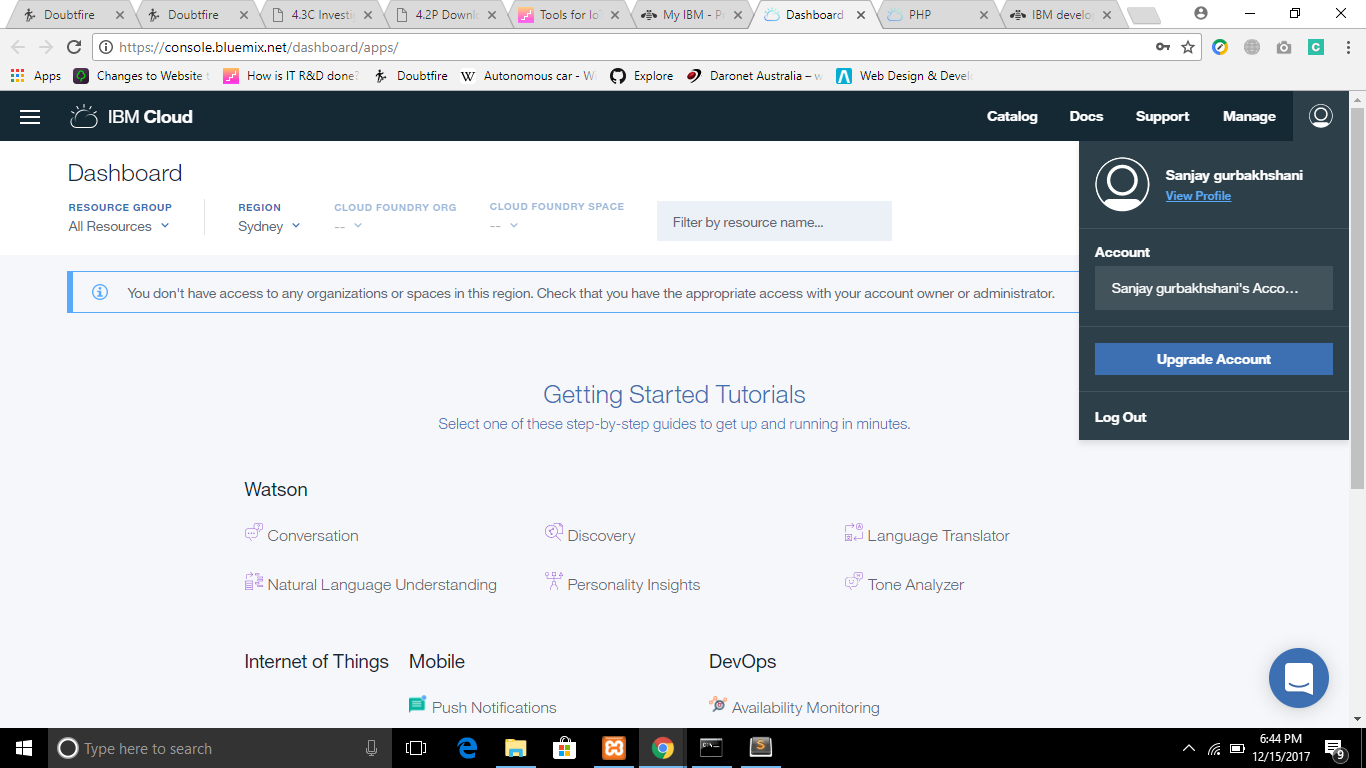 Doubtfire
Doubtfire
4.3C Investi
4.2P Downl
Tools for Io
My IBM - P
Dashboard
PHP
IBM develo
https://console.bluemix.net/dashboard/apps/
Apps
Changes to Website
How is IT R&D done?
Doubtfire
Autonomous car - Wi
Explore
Daronet Australia – w
Web Design & Develo
IBM Cloud
Catalog
Docs
Support
Manage
Dashboard
RESOURCE GROUP
All Resources
REGION
Sydney
CLOUD FOUNDRY ORG
--
CLOUD FOUNDRY SPACE
--
Filter by resource name...
Sanjay gurbakhshani
View Profile
Account
Sanjay gurbakhshani's Acco...
Upgrade Account
Log Out
You don't have access to any organizations or spaces in this region. Check that you have the appropriate access with your account owner or administrator.
Getting Started Tutorials
Select one of these step-by-step guides to get up and running in minutes.
Watson
Conversation
Discovery
Language Translator
Natural Language Understanding
Personality Insights
Tone Analyzer
Internet of Things
Mobile
DevOps
Push Notifications
Availability Monitoring
Type here to search
6:44 PM
12/15/2017
9